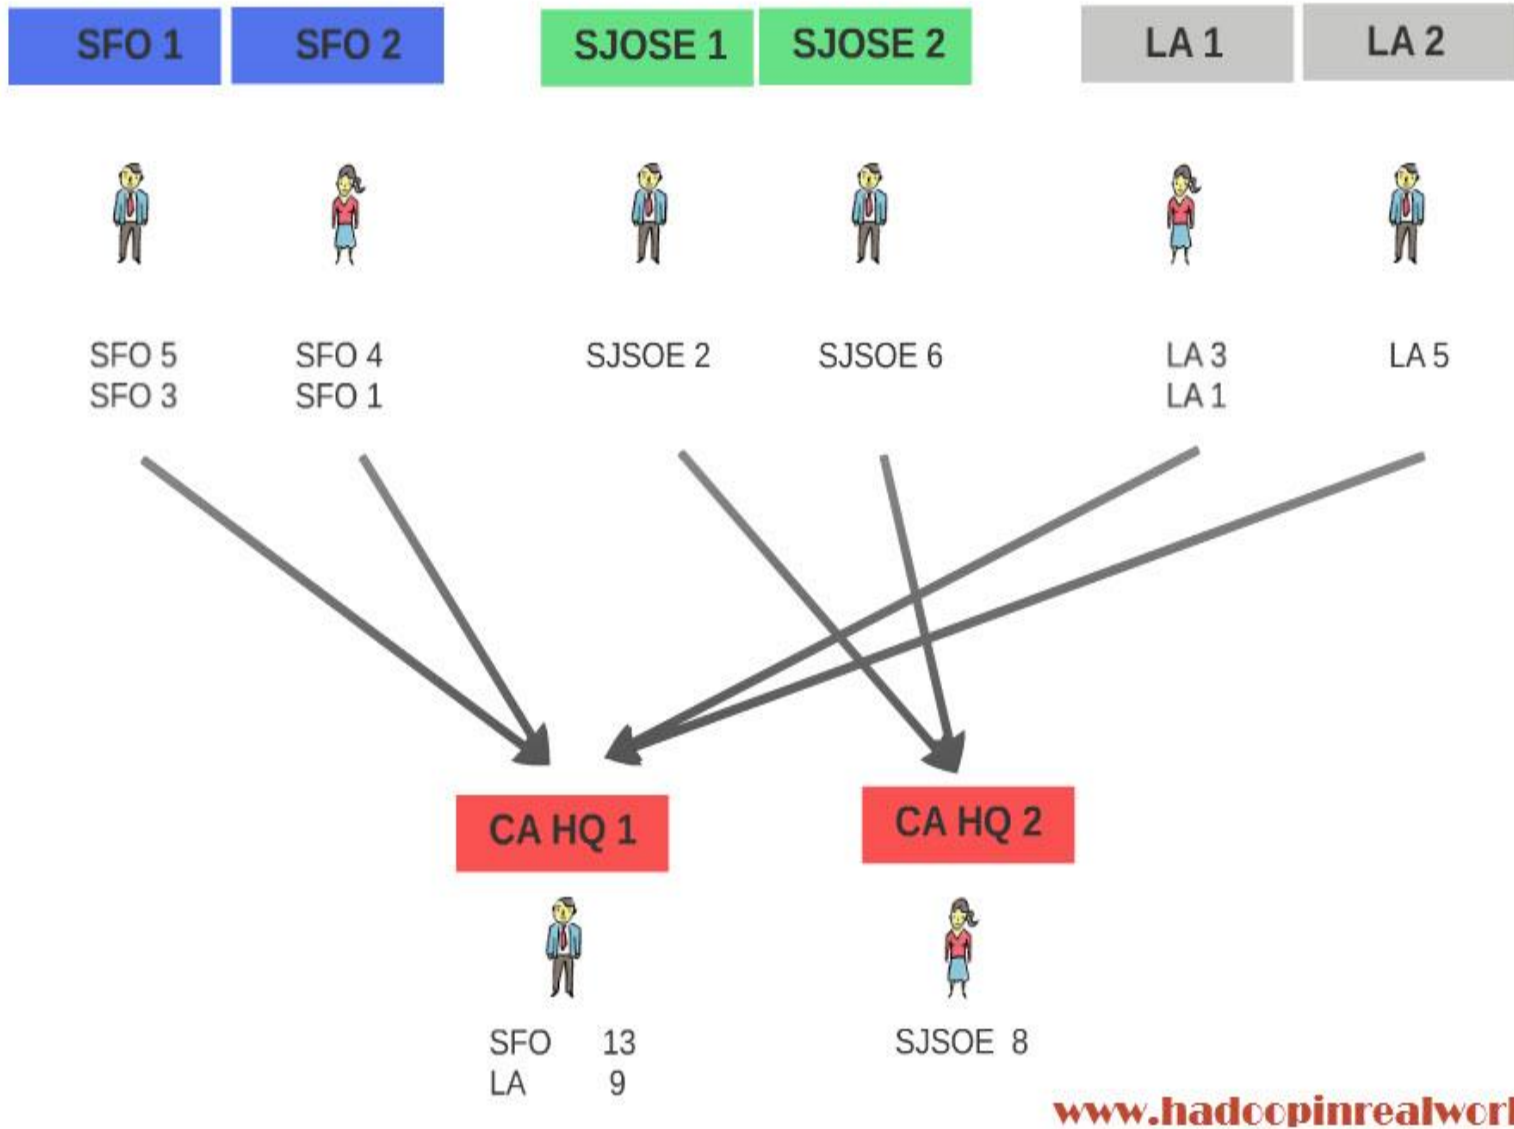 SFO 1 SFO 2 SJOSE 1 SJOSE 2 LA 1 LA 2
SFO 5 SFO 4 SJSOE 2 SJSOE 6 LA 3 LA 5
SFO 3 SFO 1 LA 1
CA HQ 1 CA HQ 2
SFO 13 SJSOE 8
LA 9
www.hadoopinrealworl